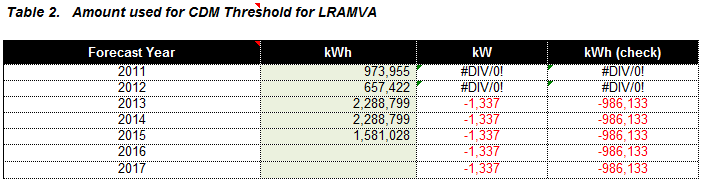 Table 2. Amount used for CDM Threshold for LRAMVA
Forecast Year kWh kW kWh (check)
2011 973,955 #DIV/0! #DIV/0!
2012 657,422 #DIV/0! #DIV/0!
2013 2,288,799 -1,337 -986,133
2014 2,288,799 -1,337 -986,133
2015 1,581,028 -1,337 -986,133
2016 -1,337 -986,133
2017 -1,337 -986,133